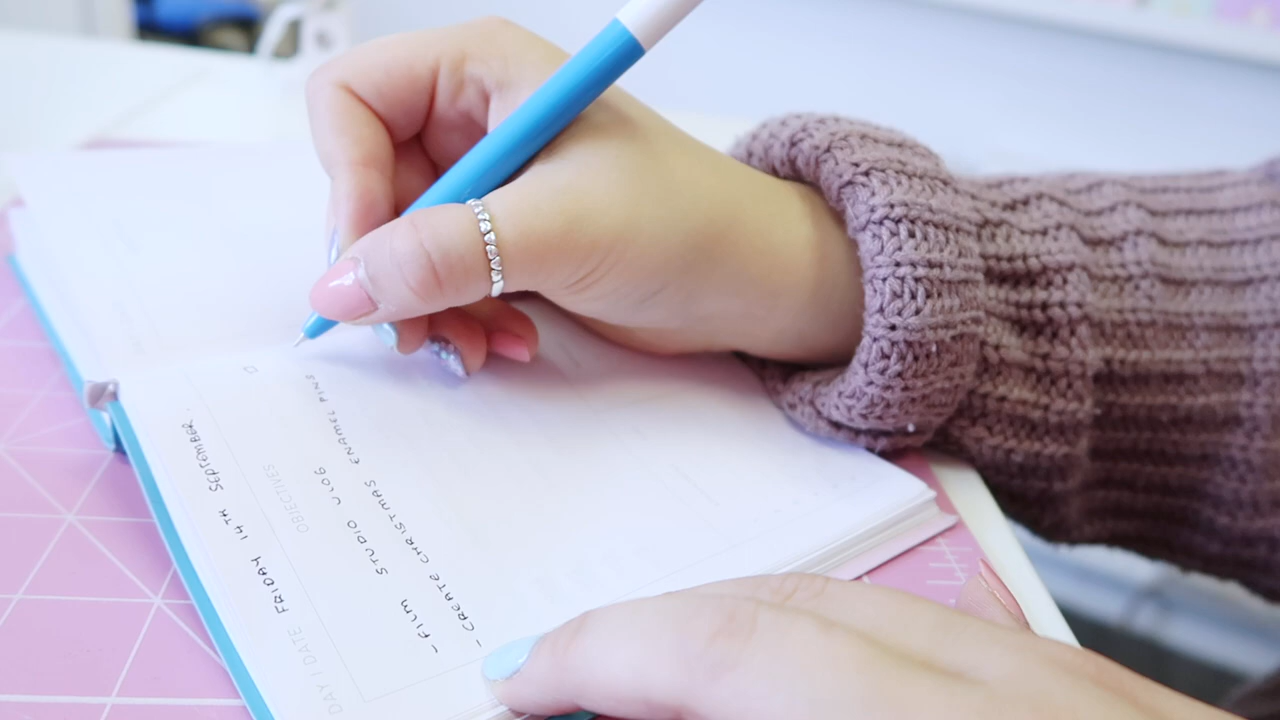 DAY / DATE FRIDAY 14TH SEPTEMBER.
OBJECTIVES
- FILM STUDIO VLOG
- CREATE CHRISTMAS ENAMEL PINS